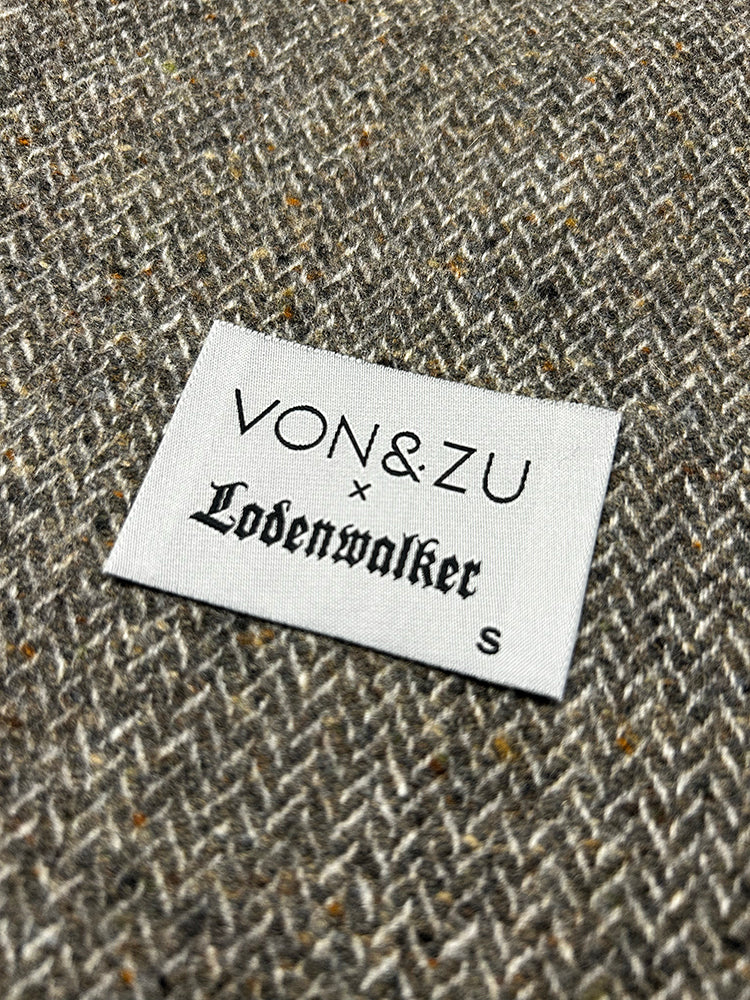 VON&ZU
x
Lodenwalker
S